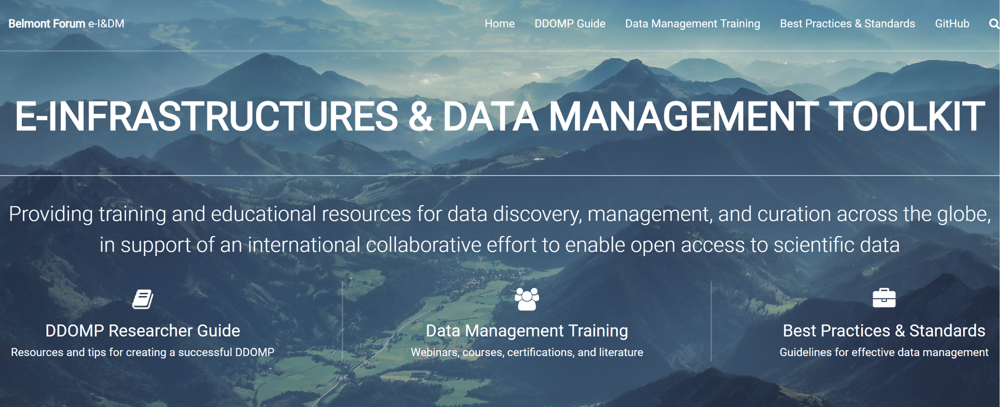 Belmont Forum e-I&DM
Home DDOMP Guide Data Management Training Best Practices & Standards GitHub
E-INFRASTRUCTURES & DATA MANAGEMENT TOOLKIT
Providing training and educational resources for data discovery, management, and curation across the globe,
in support of an international collaborative effort to enable open access to scientific data
DDOMP Researcher Guide
Resources and tips for creating a successful DDOMP
Data Management Training
Webinars, courses, certifications, and literature
Best Practices & Standards
Guidelines for effective data management